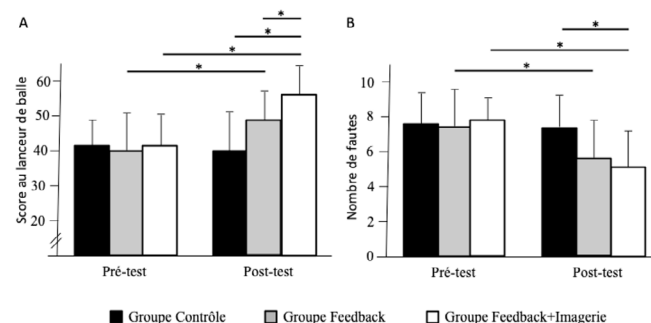 A
Score au lanceur de balle
60
50
40
30
20
*
*
*
*
Pré-test
Post-test
B
Nombre de fautes
10
8
6
4
2
0
*
*
*
Pré-test
Post-test
Groupe Contrôle
Groupe Feedback
Groupe Feedback+Imagerie